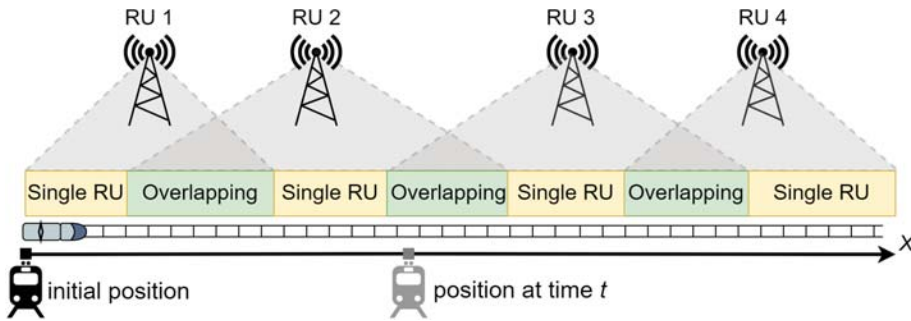 RU 1 RU 2 RU 3 RU 4
Single RU Overlapping Single RU Overlapping Single RU Overlapping Single RU
X
initial position position at time t